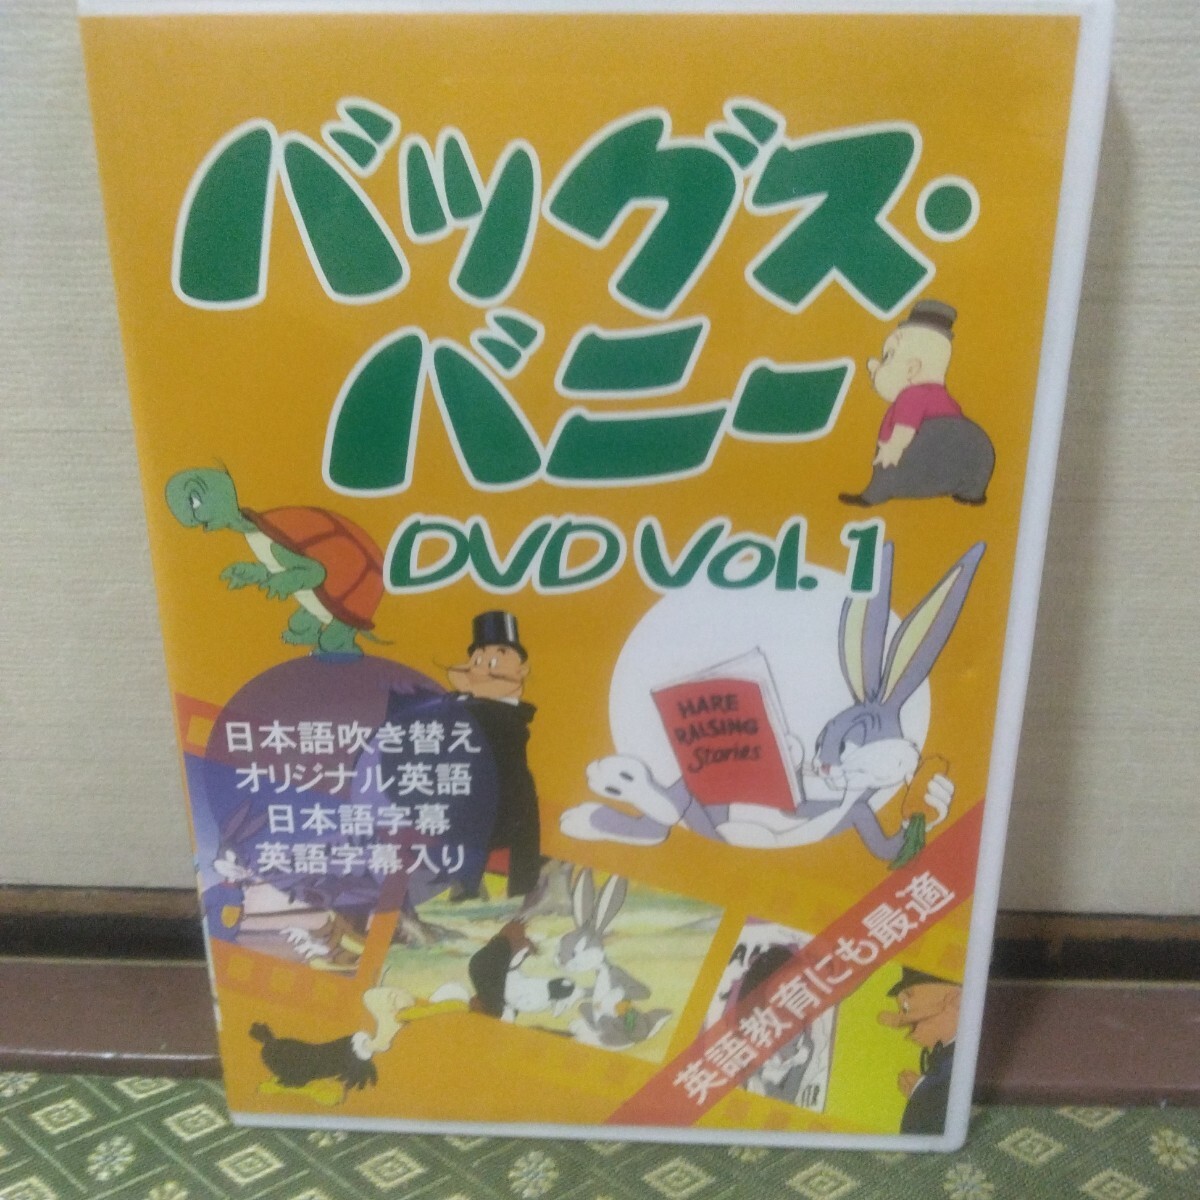 バッグス・
バニー
DVD Vol. 1
HARE
RAISING
Stories
日本語吹き替え
オリジナル英語
日本語字幕
英語字幕入り
英語教育にも最適